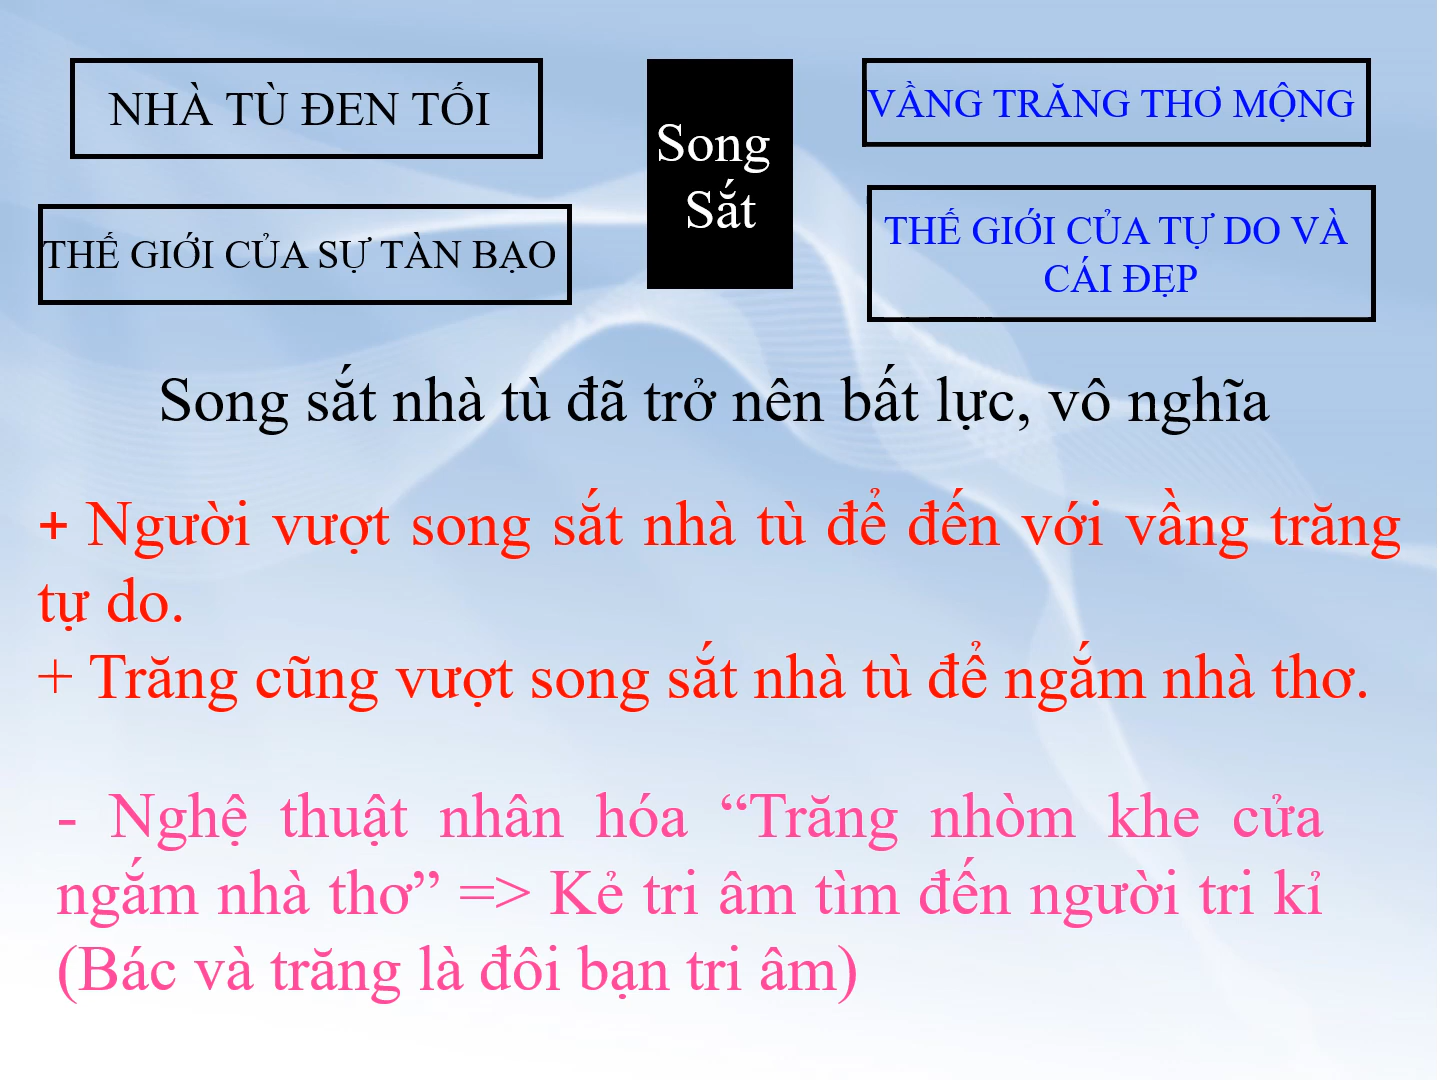 NHÀ TÙ ĐEN TỐI
THẾ GIỚI CỦA SỰ TÀN BẠO
Song
Sắt
VẦNG TRĂNG THƠ MỘNG
THẾ GIỚI CỦA TỰ DO VÀ
CÁI ĐẸP
Song sắt nhà tù đã trở nên bất lực, vô nghĩa
+ Người vượt song sắt nhà tù để đến với vầng trăng
tự do.
+ Trăng cũng vượt song sắt nhà tù để ngắm nhà thơ.
- Nghệ thuật nhân hóa “Trăng nhòm khe cửa
ngắm nhà thơ” => Kẻ tri âm tìm đến người tri kỉ
(Bác và trăng là đôi bạn tri âm)